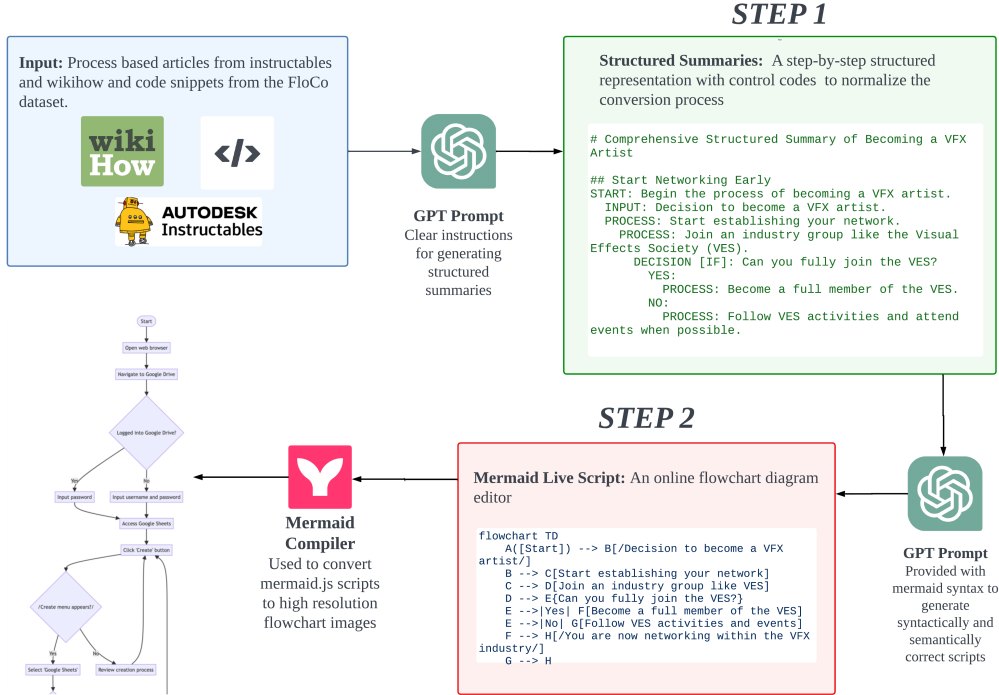 STEP 1
Input: Process based articles from instructables
and wikihow and code snippets from the FloCo
dataset.
wiki
How
</>
AUTODESK
Instructables
GPT Prompt
Clear instructions
for generating
structured
summaries
Structured Summaries: A step-by-step structured
representation with control codes to normalize the
conversion process
# Comprehensive Structured Summary of Becoming a VFX
Artist
## Start Networking Early
START: Begin the process of becoming a VFX artist.
INPUT: Decision to become a VFX artist.
PROCESS: Start establishing your network.
PROCESS: Join an industry group like the Visual
Effects Society (VES).
DECISION [IF]: Can you fully join the VES?
YES:
PROCESS: Become a full member of the VES.
NO:
PROCESS: Follow VES activities and attend
events when possible.
GPT Prompt
Provided with
mermaid syntax to
generate
syntactically and
semantically
correct scripts
STEP 2
Mermaid Live Script: An online flowchart diagram
editor
flowchart TD
A([Start]) --> B[/Decision to become a VFX
artist/]
B --> C[Start establishing your network]
C --> D[Join an industry group like VES]
D --> E{Can you fully join the VES?}
E -->|Yes| F[Become a full member of the VES]
E -->|No| G[Follow VES activities and events]
F --> H[/You are now networking within the VFX
industry/]
G --> H
Mermaid
Compiler
Used to convert
mermaid.js scripts
to high resolution
flowchart images
Start
Open web browser
Navigate to Google Drive
Logged into Google Drive?
Yes
No
Input password
Input username and password
Access Google Sheets
Click 'Create' button
/Create menu appears?/
Yes
No
Select 'Google Sheets'
Review creation process